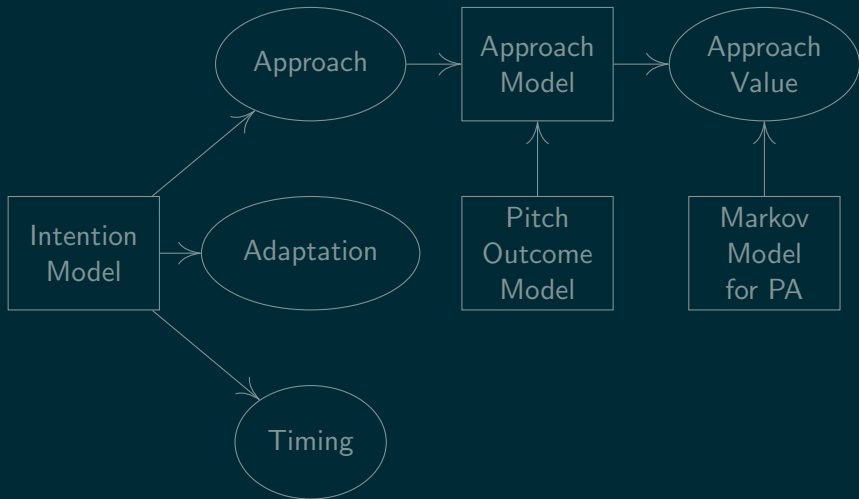 Approach
Approach
Model
Approach
Value
Intention
Model
Adaptation
Pitch
Outcome
Model
Markov
Model
for PA
Timing